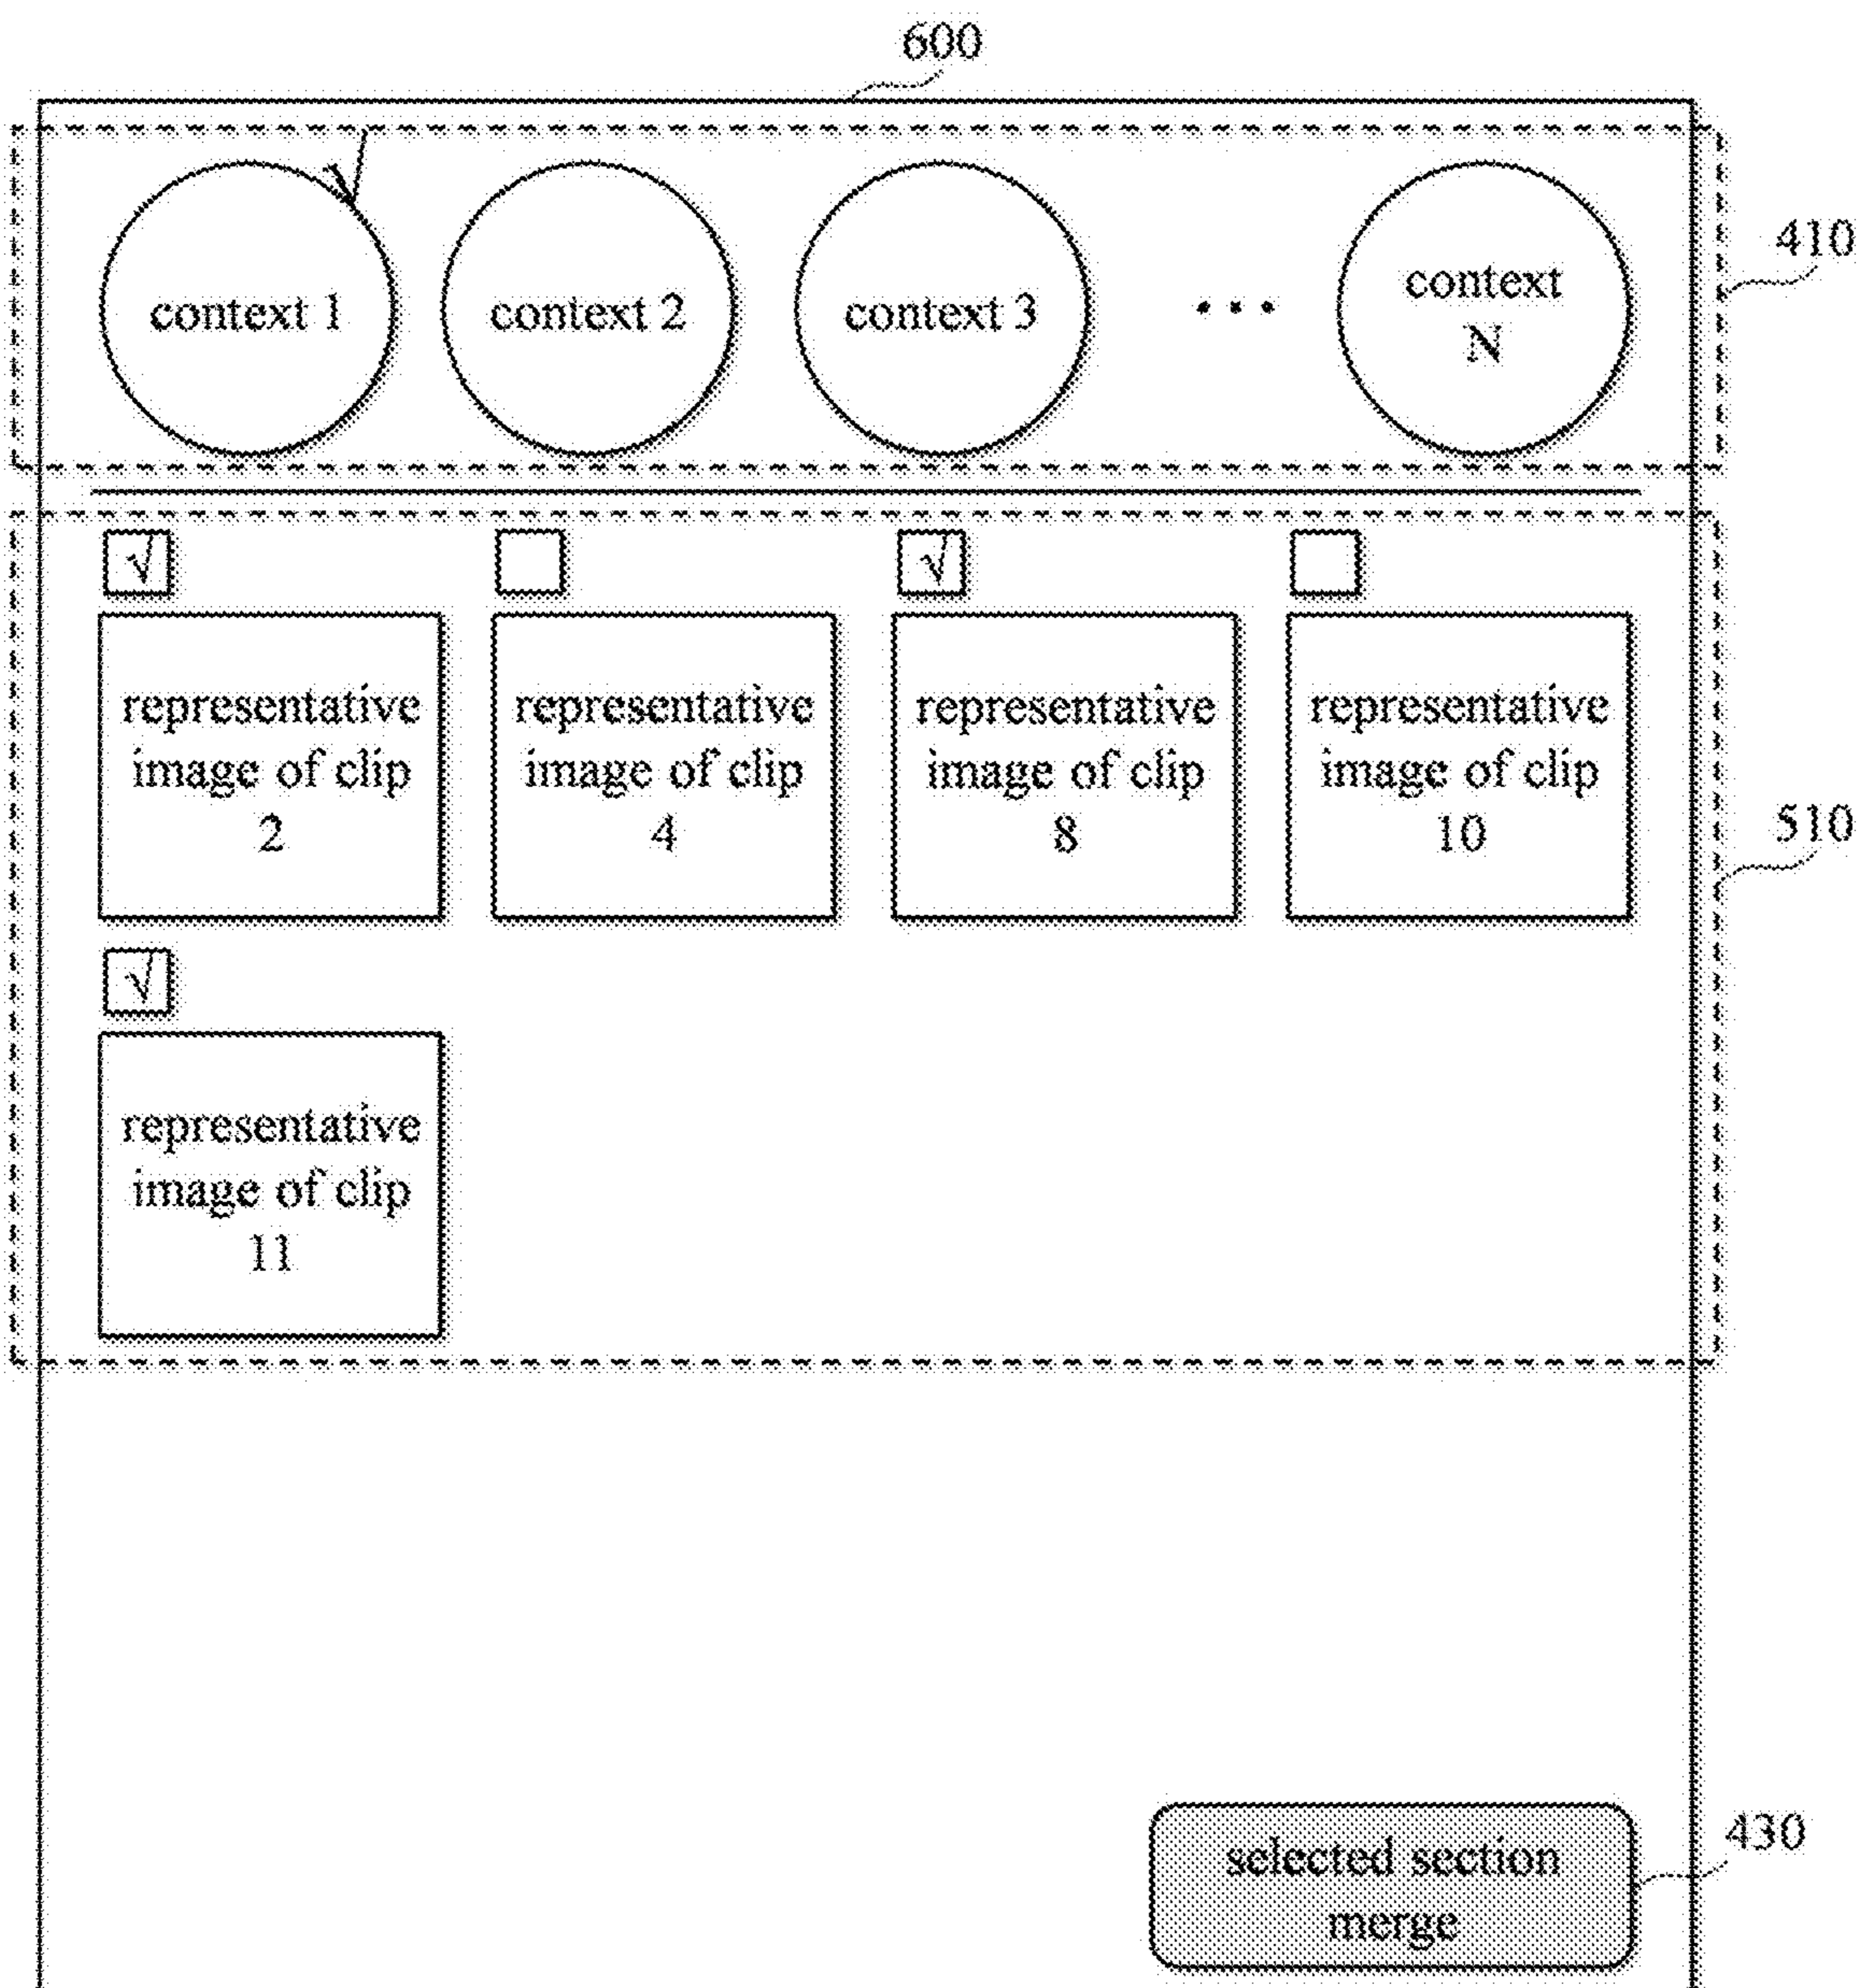 600
410
context 1
context 2
context 3
...
context
N
√
√
representative
image of clip
2
representative
image of clip
4
representative
image of clip
8
representative
image of clip
10
510
√
representative
image of clip
11
selected section
merge
430